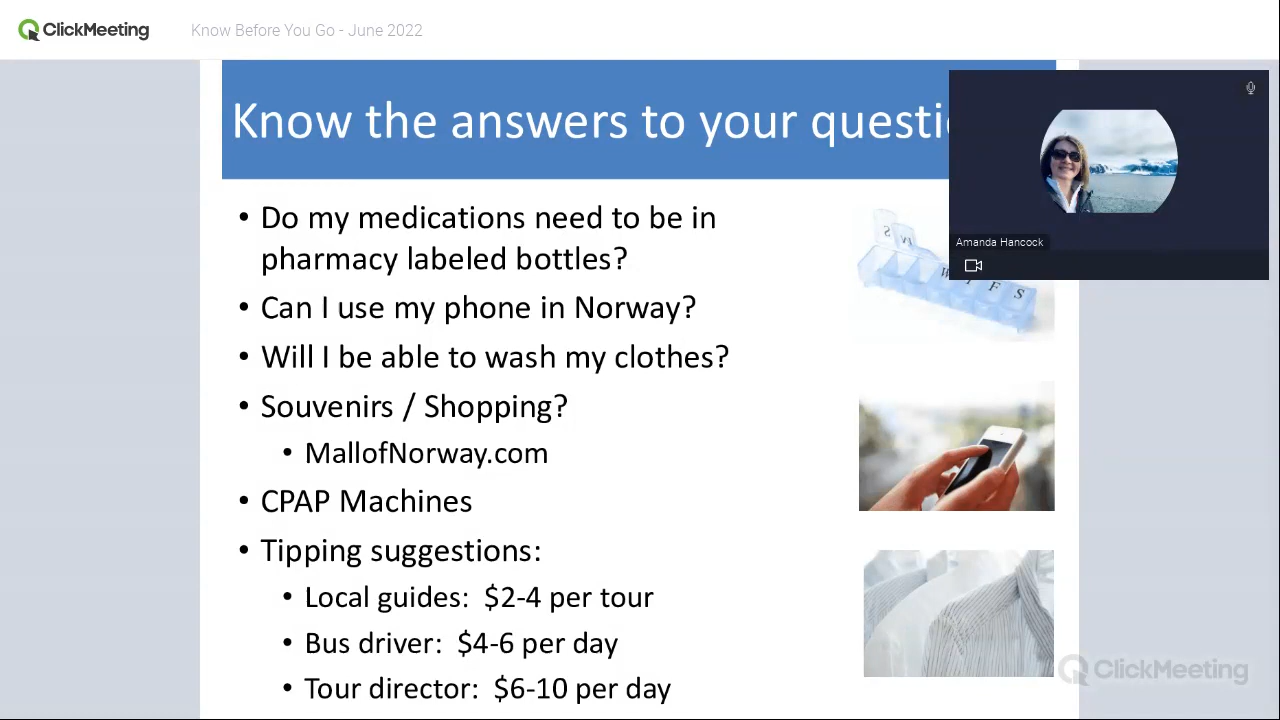 ClickMeeting
Know Before You Go - June 2022
Know the answers to your
Amanda Hancock
• Do my medications need to be in
pharmacy labeled bottles?
• Can I use my phone in Norway?
• Will I be able to wash my clothes?
• Souvenirs / Shopping?
• MallofNorway.com
• CPAP Machines
• Tipping suggestions:
• Local guides: $2-4 per tour
• Bus driver: $4-6 per day
• Tour director: $6-10 per day
S
W
T
F
S
ClickMeeting